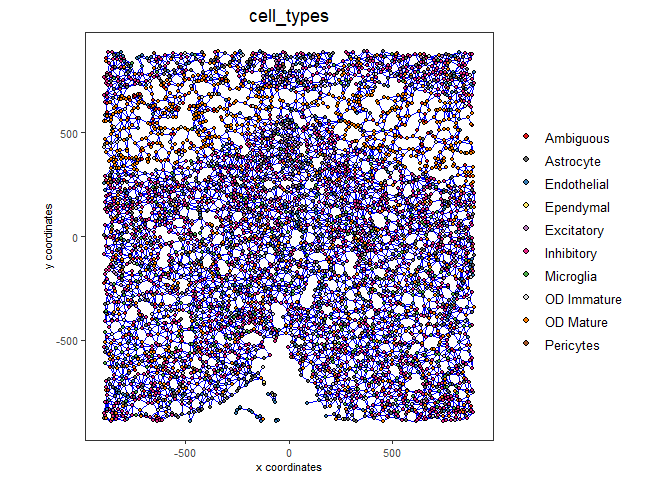 cell_types
500
0
-500
y coordinates
-500
0
500
x coordinates
Ambiguous
Astrocyte
Endothelial
Ependymal
Excitatory
Inhibitory
Microglia
OD Immature
OD Mature
Pericytes